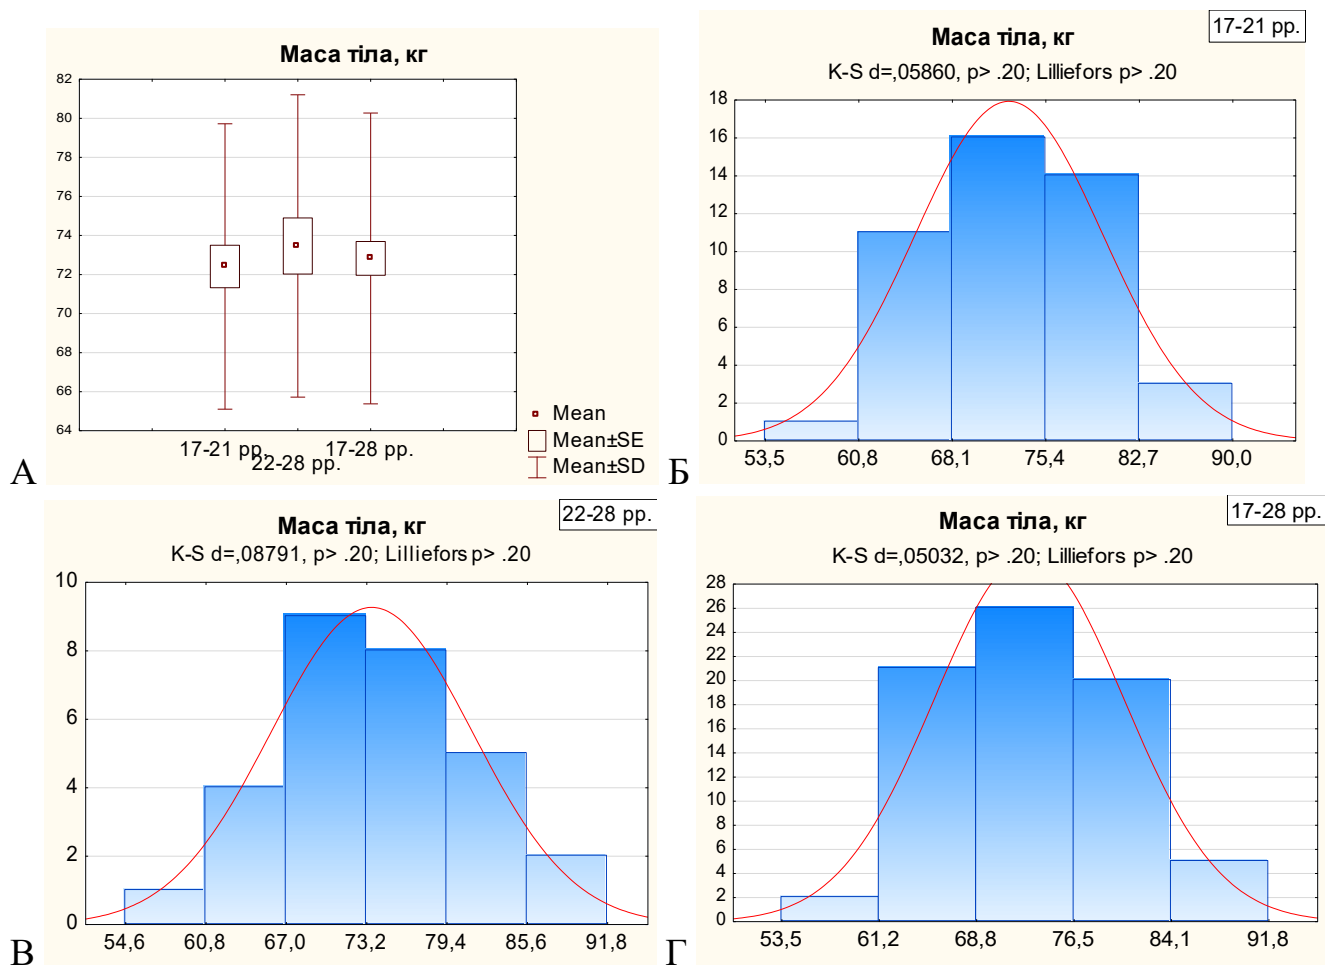 Маса тіла, кг
82
80
78
76
74
72
70
68
66
64
17-21 рр.
22-28 рр.
17-28 рр.
Mean
Mean±SE
Mean±SD
А
17-21 рр.
Маса тіла, кг
K-S d=,05860, p> .20; Lilliefors p> .20
18
16
14
12
10
8
6
4
2
0
53,5 60,8 68,1 75,4 82,7 90,0
Б
22-28 рр.
Маса тіла, кг
K-S d=,08791, p> .20; Lilliefors p> .20
10
8
6
4
2
0
54,6 60,8 67,0 73,2 79,4 85,6 91,8
В
17-28 рр.
Маса тіла, кг
K-S d=,05032, p> .20; Lilliefors p> .20
28
26
24
22
20
18
16
14
12
10
8
6
4
2
0
53,5 61,2 68,8 76,5 84,1 91,8
Г